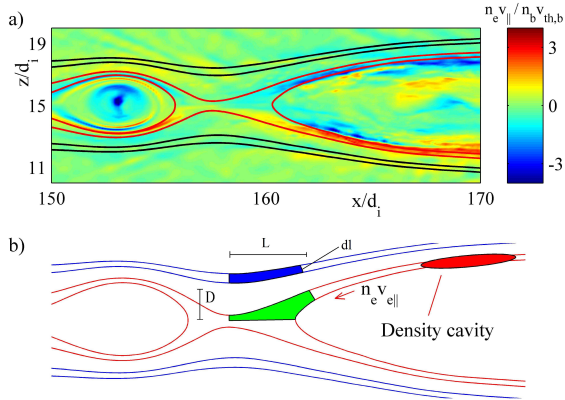 a)
n_e v_|| / n_b v_th,b
z/d_i
19
15
11
150
160
170
x/d_i
3
0
-3
b)
L
dl
D
n_e v_e||
Density cavity